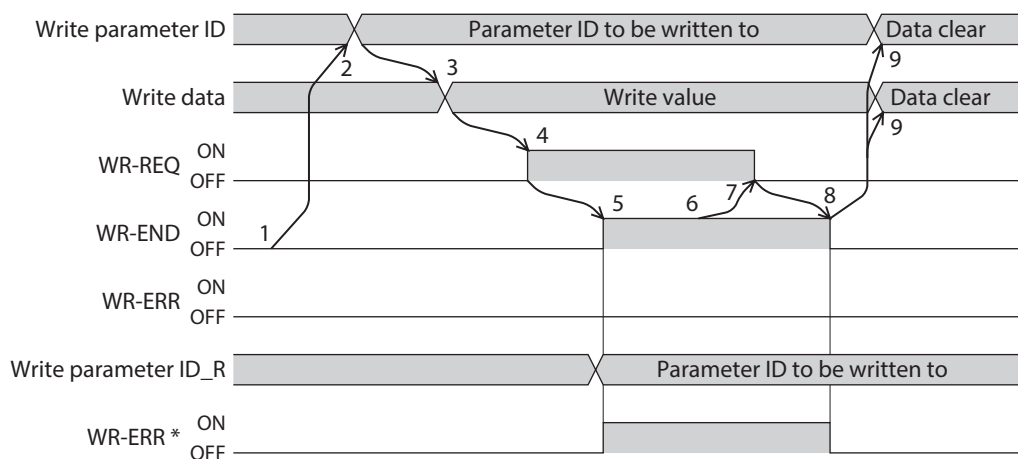 Write parameter ID Parameter ID to be written to Data clear
1 2 3 9
Write data Write value Data clear
4 9
WR-REQ ON
OFF
5 6 7 8
WR-END ON
OFF
WR-ERR ON
OFF
Write parameter ID_R Parameter ID to be written to
WR-ERR * ON
OFF